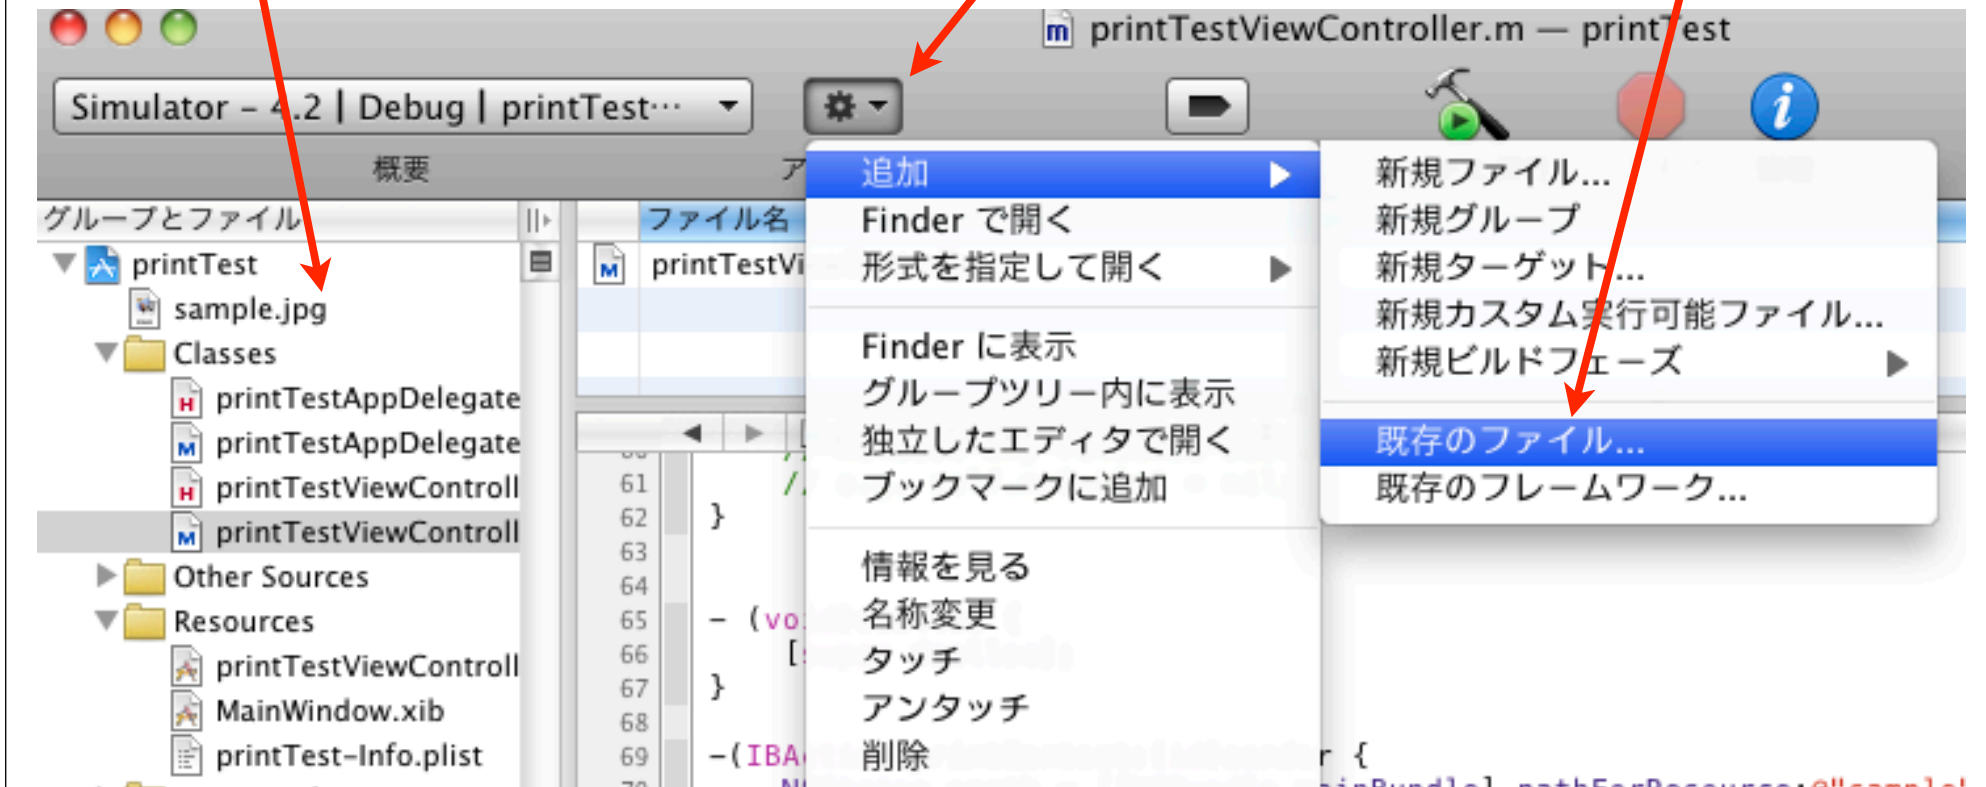 printTestViewController.m — printTest
Simulator – 4.2 | Debug | printTest…
概要
ア
グループとファイル
printTest
sample.jpg
Classes
printTestAppDelegate
printTestAppDelegate
printTestViewControll
printTestViewControll
Other Sources
Resources
printTestViewControll
MainWindow.xib
printTest-Info.plist
ファイル名
printTestVi
追加
Finder で開く
形式を指定して開く
Finder に表示
グループツリー内に表示
独立したエディタで開く
ブックマークに追加
情報を見る
名称変更
タッチ
アンタッチ
削除
新規ファイル...
新規グループ
新規ターゲット...
新規カスタム実行可能ファイル...
新規ビルドフェーズ
既存のファイル...
既存のフレームワーク...
61 //
62 }
63
64
65 - (voi
66 [
67 }
68
69 -(IBA r {
pathForResource:@"sample"